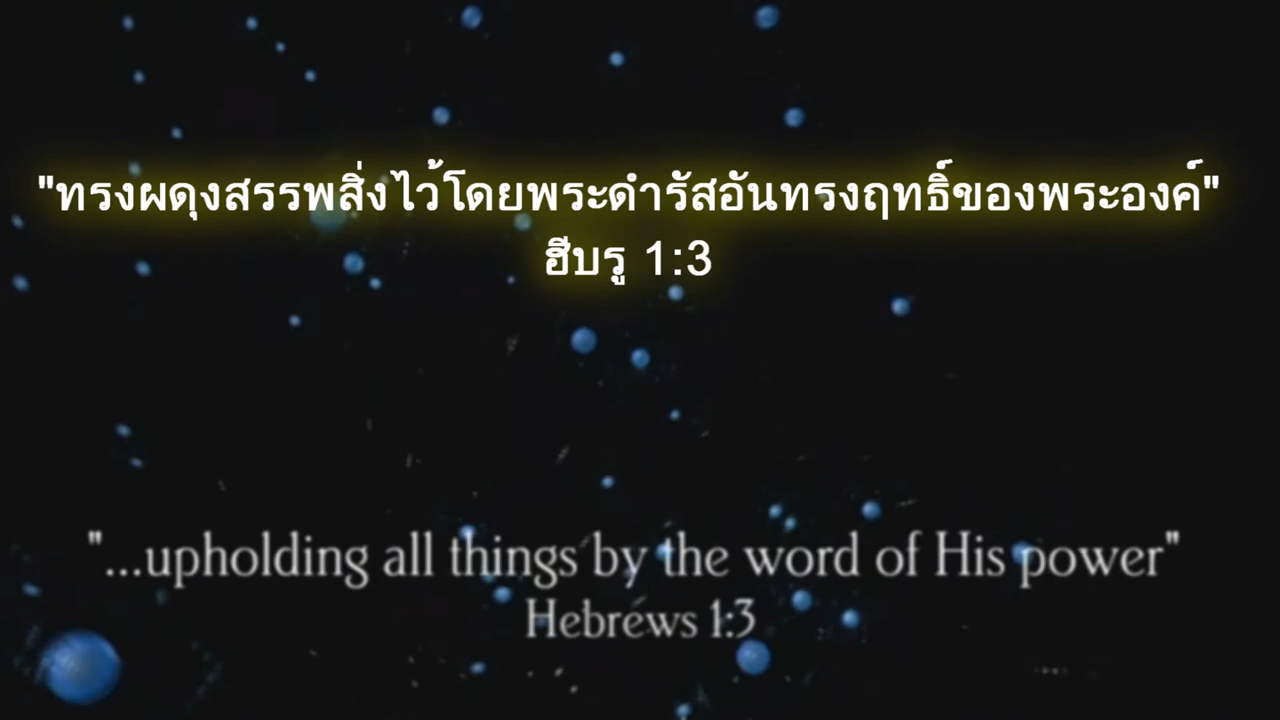 "ทรงผดุงสรรพสิ่งไว้โดยพระดำรัสอันทรงฤทธิ์ของพระองค์"
ฮีบรู 1:3
"...upholding all things by the word of His power"
Hebrews 1:3